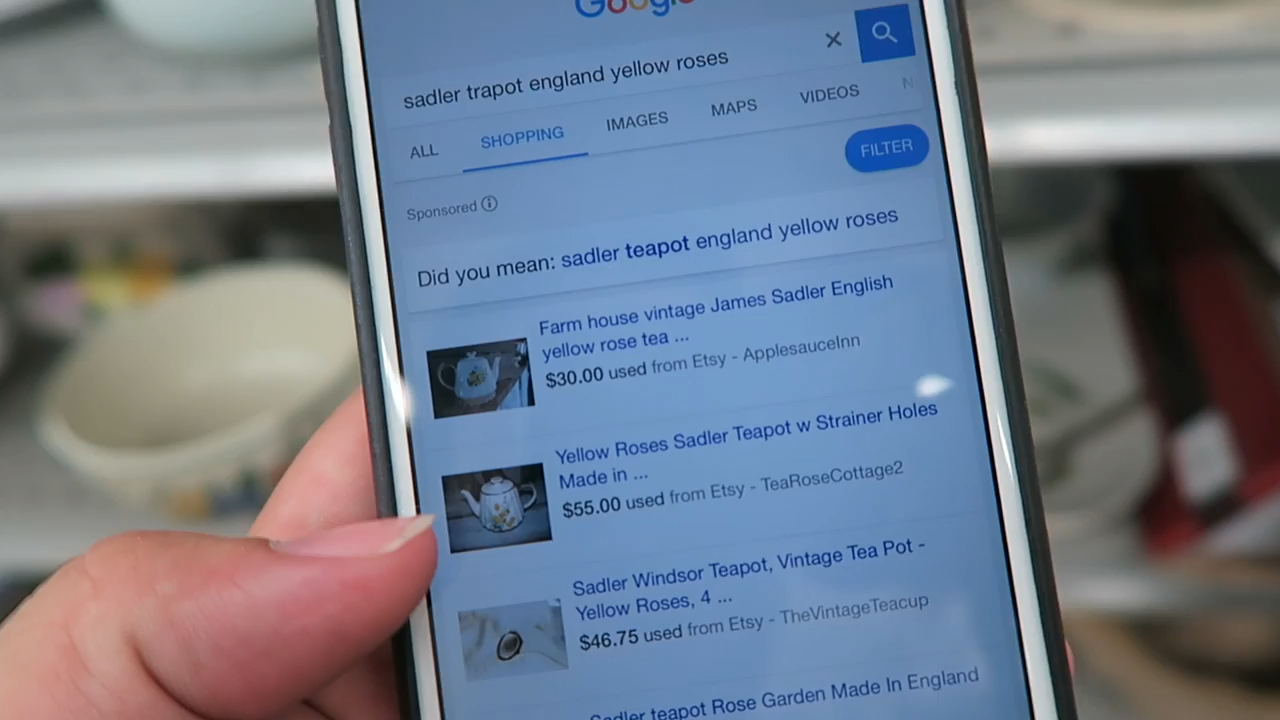 Google
sadler trapot england yellow roses
ALL SHOPPING IMAGES MAPS VIDEOS N
FILTER
Sponsored
Did you mean: sadler teapot england yellow roses
Farm house vintage James Sadler English
yellow rose tea ...
$30.00 used from Etsy - ApplesauceInn
Yellow Roses Sadler Teapot w Strainer Holes
Made in ...
$55.00 used from Etsy - TeaRoseCottage2
Sadler Windsor Teapot, Vintage Tea Pot -
Yellow Roses, 4 ...
$46.75 used from Etsy - TheVintageTeacup
Sadler teapot Rose Garden Made In England